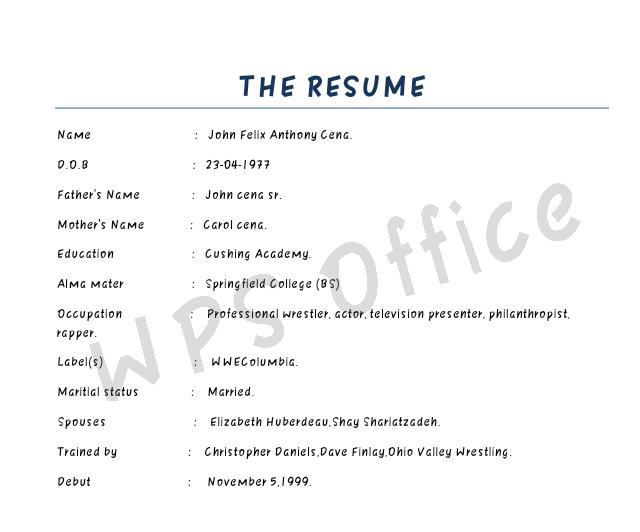 THE RESUME
Name : John Felix Anthony Cena.
D.O.B : 23-04-1977
Father's Name : John cena sr.
Mother's Name : Carol cena.
Education : Cushing Academy.
Alma mater : Springfield College (BS)
Occupation : Professional wrestler, actor, television presenter, philanthropist,
rapper.
Label(s) : WWEColumbia.
Maritial status : Married.
Spouses : Elizabeth Huberdeau,Shay Shariatzadeh.
Trained by : Christopher Daniels,Dave Finlay,Ohio Valley Wrestling.
Debut : November 5,1999.
WPS Office